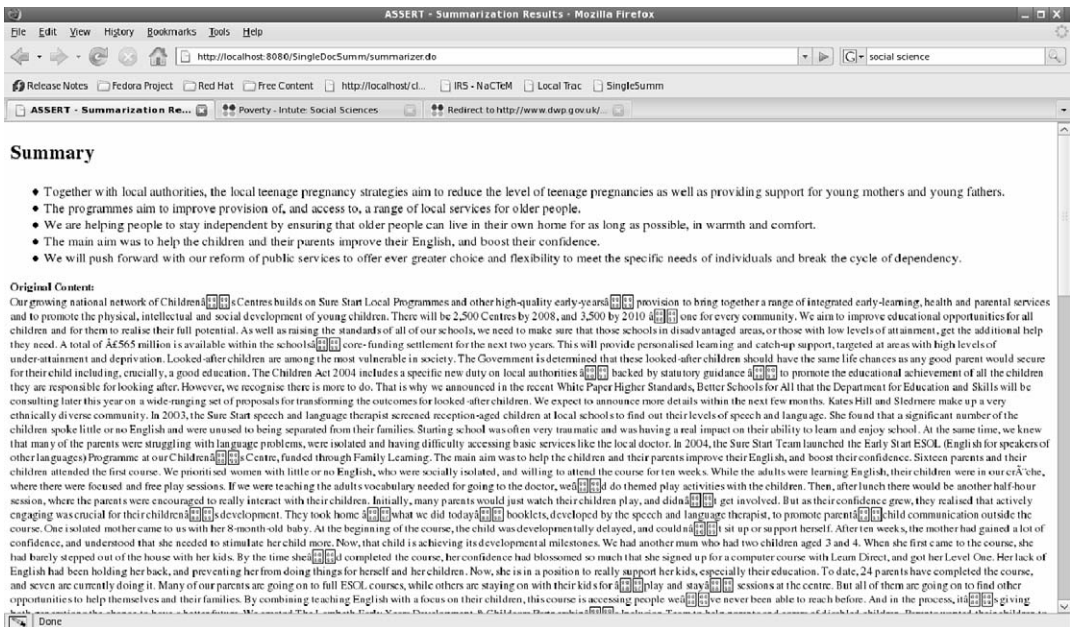 ASSERT - Summarization Results - Mozilla Firefox
File Edit View History Bookmarks Tools Help
http://localhost:8080/SingleDocSumm/summarizer.do
social science
Release Notes Fedora Project Red Hat Free Content http://localhost/cl... IRS - NaCTeM Local Trac SingleSumm
ASSERT - Summarization Re... Poverty - Intute: Social Sciences Redirect to http://www.dwp.gov.uk/...
Summary
Together with local authorities, the local teenage pregnancy strategies aim to reduce the level of teenage pregnancies as well as providing support for young mothers and young fathers.
The programmes aim to improve provision of, and access to, a range of local services for older people.
We are helping people to stay independent by ensuring that older people can live in their own home for as long as possible, in warmth and comfort.
The main aim was to help the children and their parents improve their English, and boost their confidence.
We will push forward with our reform of public services to offer ever greater choice and flexibility to meet the specific needs of individuals and break the cycle of dependency.
Original Content:
Our growing national network of Childrenâs Centres builds on Sure Start Local Programmes and other high-quality early-yearsâ provision to bring together a range of integrated early-learning, health and parental services
and to promote the physical, intellectual and social development of young children. There will be 2,500 Centres by 2008, and 3,500 by 2010 â one for every community. We aim to improve educational opportunities for all
children and for them to realise their full potential. As well as raising the standards of all of our schools, we need to make sure that those schools in disadvantaged areas, or those with low levels of attainment, get the additional help
they need. A total of Â£565 million is available within the schoolsâ core-funding settlement for the next two years. This will provide personalised learning and catch-up support, targeted at areas with high levels of
under-attainment and deprivation. Looked-after children are among the most vulnerable in society. The Government is determined that these looked-after children should have the same life chances as any good parent would secure
for their child including, crucially, a good education. The Children Act 2004 includes a specific new duty on local authorities â backed by statutory guidance â to promote the educational achievement of all the children
they are responsible for looking after. However, we recognise there is more to do. That is why we announced in the recent White Paper Higher Standards, Better Schools for All that the Department for Education and Skills will be
consulting later this year on a wide-ranging set of proposals for transforming the outcomes for looked-after children. We expect to announce more details within the next few months. Kates Hill and Sledmere make up a very
ethnically diverse community. In 2003, the Sure Start speech and language therapist screened reception-aged children at local schools to find out their levels of speech and language. She found that a significant number of the
children spoke little or no English and were unused to being separated from their families. Starting school was often very traumatic and was having a real impact on their ability to learn and enjoy school. At the same time, we knew
that many of the parents were struggling with language problems, were isolated and having difficulty accessing basic services like the local doctor. In 2004, the Sure Start Team launched the Early Start ESOL (English for speakers of
other languages) Programme at our Childrenâs Centre, funded through Family Learning. The main aim was to help the children and their parents improve their English, and boost their confidence. Sixteen parents and their
children attended the first course. We prioritised women with little or no English, who were socially isolated, and willing to attend the course for ten weeks. While the adults were learning English, their children were in our crÃ¨che,
where there were focused and free play sessions. If we were teaching the adults vocabulary needed for going to the doctor, weâd do themed play activities with the children. Then, after lunch there would be another half-hour
session, where the parents were encouraged to really interact with their children. Initially, many parents would just watch their children play, and didnât get involved. But as their confidence grew, they realised that actively
engaging was crucial for their childrenâs development. They took home âwhat we did todayâ booklets, developed by the speech and language therapist, to promote parentâchild communication outside the
course. One isolated mother came to us with her 8-month-old baby. At the beginning of the course, the child was developmentally delayed, and could nât sit up or support herself. After ten weeks, the mother had gained a lot of
confidence, and understood that she needed to stimulate her child more. Now, that child is achieving its developmental milestones. We had another mum who had two children aged 3 and 4. When she first came to the course, she
had barely stepped out of the house with her kids. By the time sheâd completed the course, her confidence had blossomed so much that she signed up for a computer course with Learn Direct, and got her Level One. Her lack of
English had been holding her back, and preventing her from doing things for herself and her children. Now, she is in a position to really support her kids, especially their education. To date, 24 parents have completed the course,
and seven are currently doing it. Many of our parents are going on to full ESOL courses, while others are staying on with their kids for âplay and stayâ sessions at the centre. But all of them are going on to find other
opportunities to help themselves and their families. By combining teaching English with a focus on their children, this course is accessing people weâve never been able to reach before. And in the process, itâs giving
Done